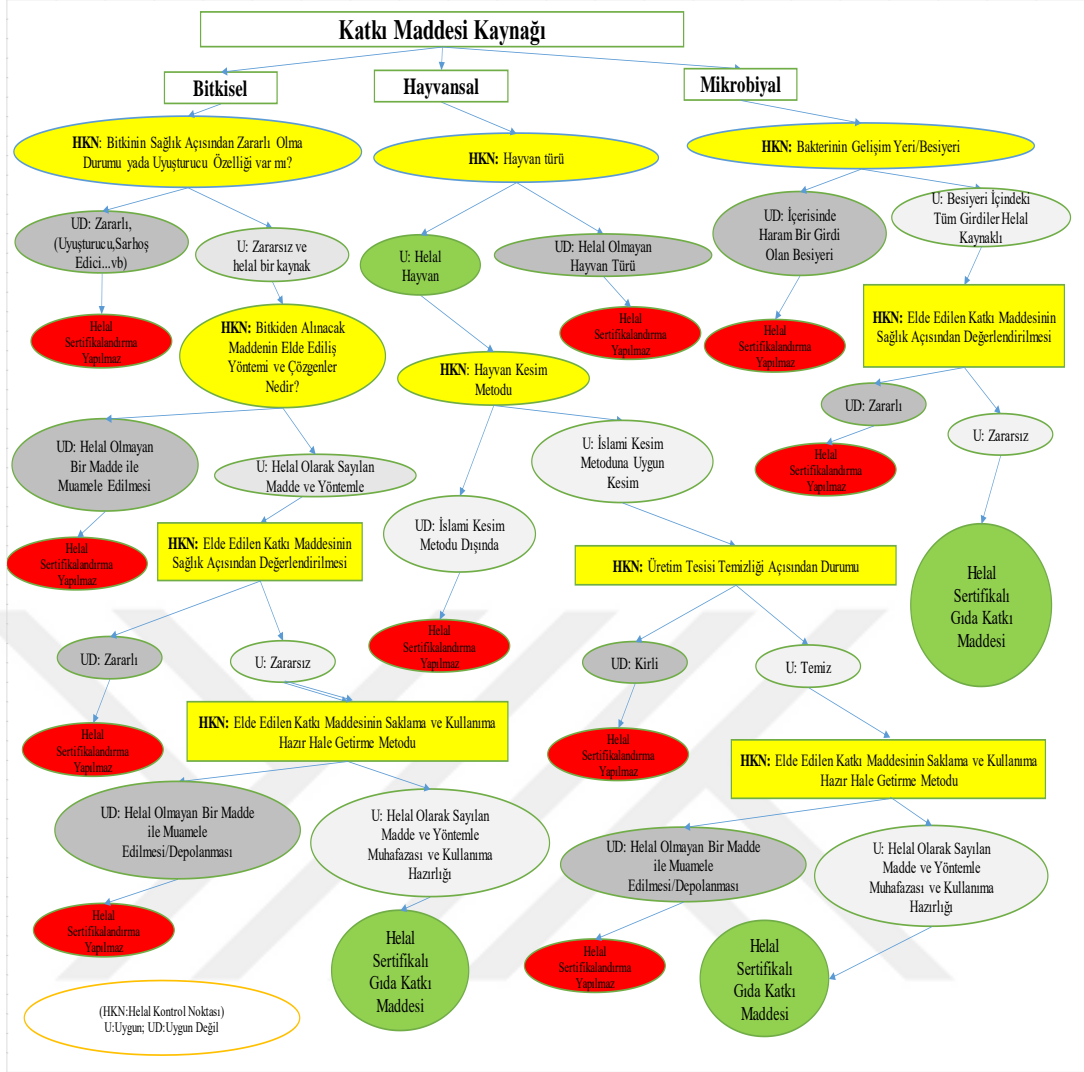 Katkı Maddesi Kaynağı
Bitkisel
Hayvansal
Mikrobiyal
HKN: Bitkinin Sağlık Açısından Zararlı Olma
Durumu yada Uyuşturucu Özelliği var mı?
HKN: Hayvan türü
HKN: Bakterinin Gelişim Yeri/Besiyeri
UD: Zararlı,
(Uyuşturucu,Sarhoş
Edici...vb)
U: Zararsız ve
helal bir kaynak
U: Helal
Hayvan
UD: Helal Olmayan
Hayvan Türü
UD: İçerisinde
Haram Bir Girdi
Olan Besiyeri
U: Besiyeri İçindeki
Tüm Girdiler Helal
Kaynaklı
Helal
Sertifikalandırma
Yapılmaz
HKN: Bitkiden Alınacak
Maddenin Elde Ediliş
Yöntemi ve Çözgenler
Nedir?
Helal
Sertifikalandırma
Yapılmaz
Helal
Sertifikalandırma
Yapılmaz
HKN: Elde Edilen Katkı Maddesinin
Sağlık Açısından Değerlendirilmesi
HKN: Hayvan Kesim
Metodu
UD: Zararlı
U: Zararsız
Helal
Sertifikalandırma
Yapılmaz
UD: Helal Olmayan
Bir Madde ile
Muamele Edilmesi
U: Helal Olarak Sayılan
Madde ve Yöntemle
U: İslami Kesim
Metoduna Uygun
Kesim
Helal
Sertifikalandırma
Yapılmaz
HKN: Elde Edilen Katkı Maddesinin
Sağlık Açısından Değerlendirilmesi
UD: İslami Kesim
Metodu Dışında
HKN: Üretim Tesisi Temizliği Açısından Durumu
Helal
Sertifikalı
Gıda Katkı
Maddesi
UD: Zararlı
U: Zararsız
Helal
Sertifikalandırma
Yapılmaz
UD: Kirli
U: Temiz
Helal
Sertifikalandırma
Yapılmaz
HKN: Elde Edilen Katkı Maddesinin Saklama ve Kullanıma
Hazır Hale Getirme Metodu
Helal
Sertifikalandırma
Yapılmaz
HKN: Elde Edilen Katkı Maddesinin Saklama ve Kullanıma
Hazır Hale Getirme Metodu
UD: Helal Olmayan Bir Madde
ile Muamele
Edilmesi/Depolanması
U: Helal Olarak Sayılan
Madde ve Yöntemle
Muhafazası ve Kullanıma
Hazırlığı
UD: Helal Olmayan Bir Madde
ile Muamele
Edilmesi/Depolanması
U: Helal Olarak Sayılan
Madde ve Yöntemle
Muhafazası ve Kullanıma
Hazırlığı
Helal
Sertifikalandırma
Yapılmaz
Helal
Sertifikalı
Gıda Katkı
Maddesi
Helal
Sertifikalandırma
Yapılmaz
Helal
Sertifikalı
Gıda Katkı
Maddesi
(HKN:Helal Kontrol Noktası)
U:Uygun; UD:Uygun Değil